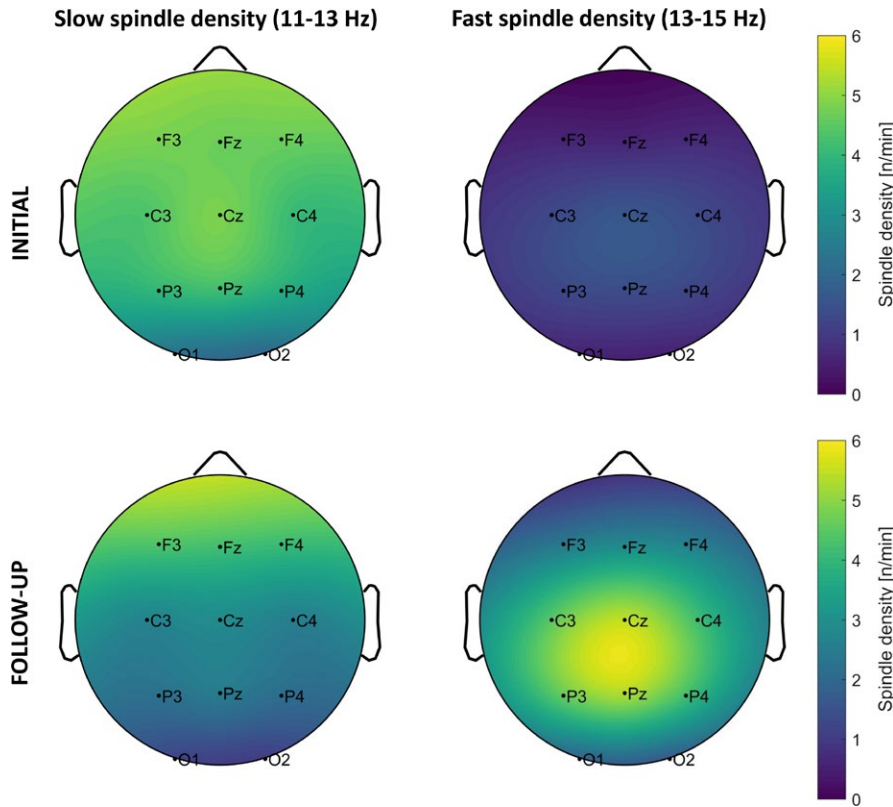 Slow spindle density (11-13 Hz)
Fast spindle density (13-15 Hz)
INITIAL
F3 Fz F4
C3 Cz C4
P3 Pz P4
O1 O2
F3 Fz F4
C3 Cz C4
P3 Pz P4
O1 O2
6
5
4
3
2
1
0
Spindle density [n/min]
FOLLOW-UP
F3 Fz F4
C3 Cz C4
P3 Pz P4
O1 O2
F3 Fz F4
C3 Cz C4
P3 Pz P4
O1 O2
6
5
4
3
2
1
0
Spindle density [n/min]